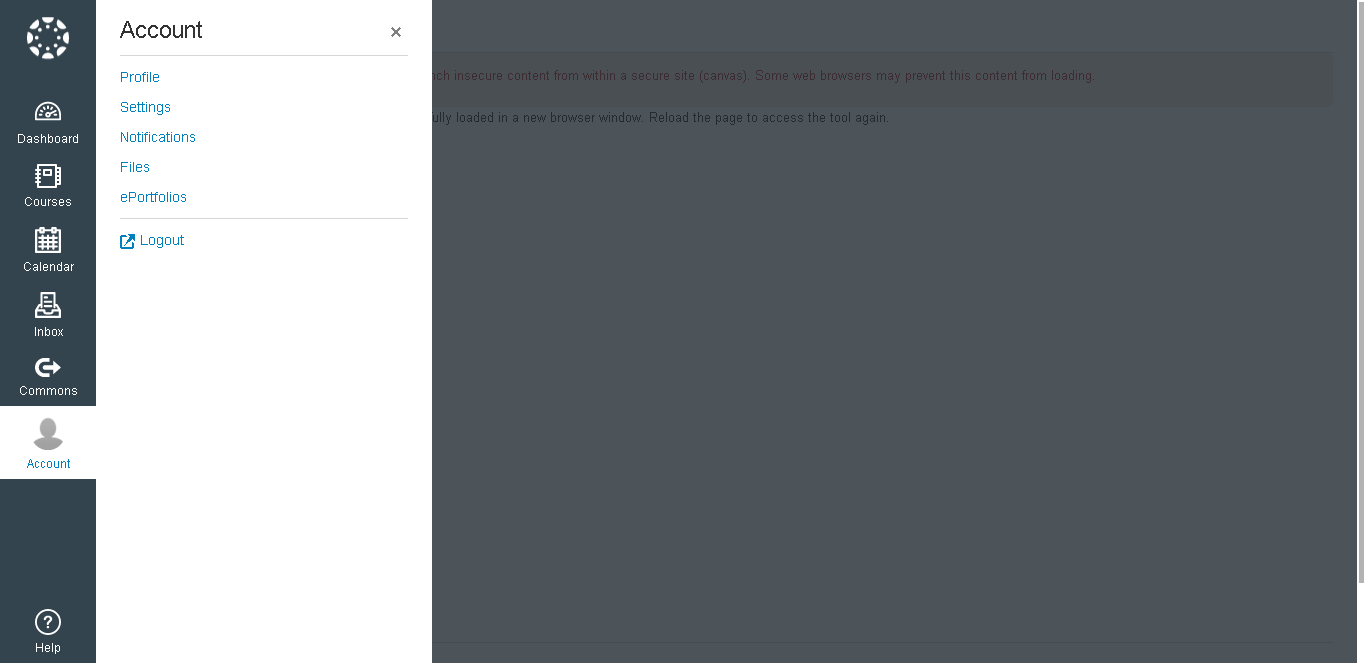 Account
Profile
Settings
Notifications
Files
ePortfolios
Logout
Dashboard
Courses
Calendar
Inbox
Commons
Account
Help
insecure content from within a secure site (canvas). Some web browsers may prevent this content from loading.
loaded in a new browser window. Reload the page to access the tool again.